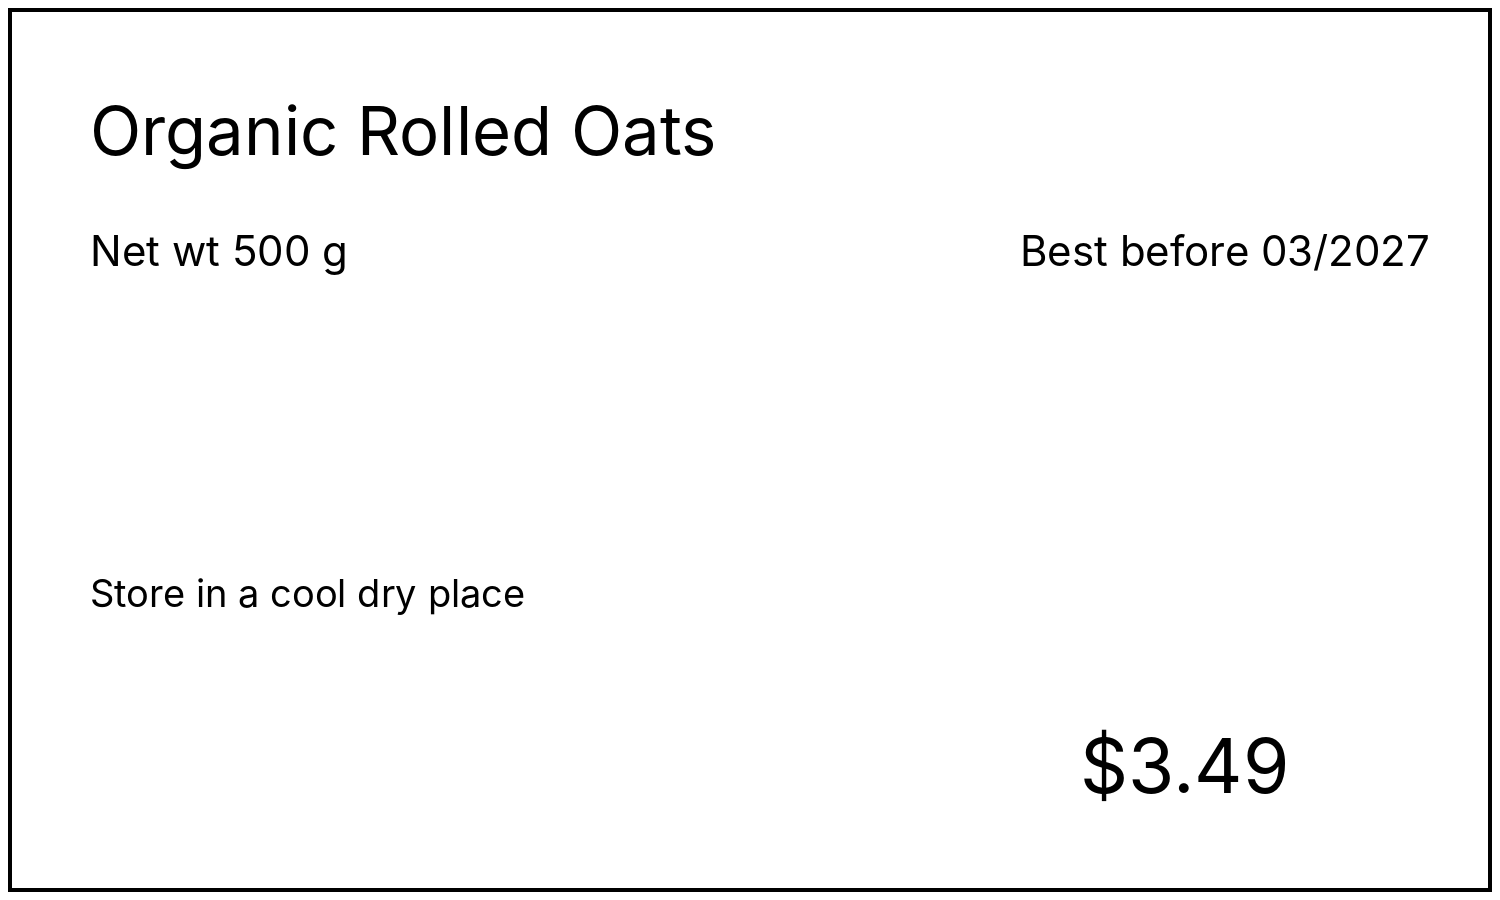 Organic Rolled Oats
Net wt 500 g
Best before 03/2027
Store in a cool dry place
$3.49